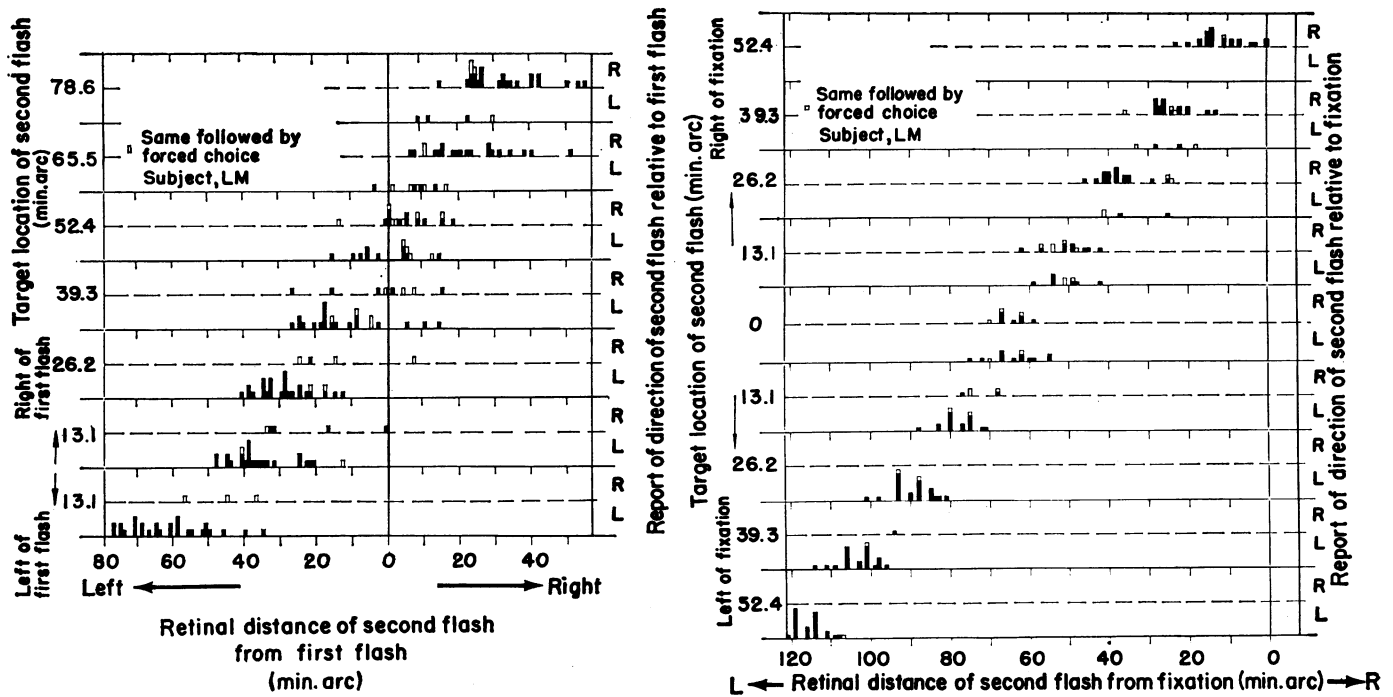 Target location of second flash
(min.arc)
Right of
first flash
Left of
first flash
78.6
65.5
52.4
39.3
26.2
13.1
13.1
Same followed by
forced choice
Subject, LM
R
L
R
L
R
L
R
L
R
L
R
L
R
L
80
60
40
20
0
20
40
Left
Right
Retinal distance of second flash
from first flash
(min. arc)
Report of direction of second flash relative to first flash
Target location of second flash (min. arc)
Right of fixation
Left of fixation
52.4
39.3
26.2
13.1
0
13.1
26.2
39.3
52.4
Same followed by
forced choice
Subject, LM
R
L
R
L
R
L
R
L
R
L
R
L
R
L
R
L
R
L
120
100
80
60
40
20
0
L Retinal distance of second flash from fixation (min. arc) R
Report of direction of second flash relative to fixation